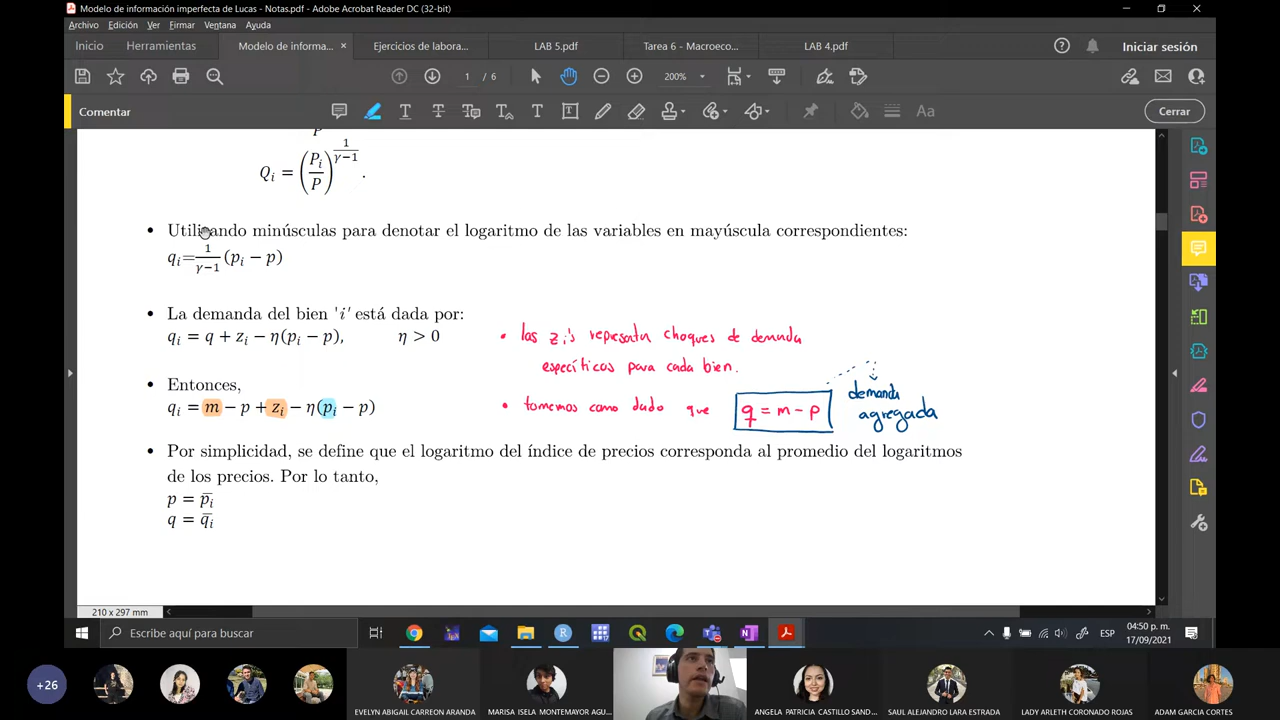 Modelo de información imperfecta de Lucas - Notas.pdf - Adobe Acrobat Reader DC (32-bit)
Archivo Edición Ver Firmar Ventana Ayuda
Inicio Herramientas Modelo de informa... × Ejercicios de labora... LAB 5.pdf Tarea 6 - Macroeco... LAB 4.pdf Iniciar sesión
1 / 6 200%
Comentar Cerrar
P
Q_i = (P_i/P)^{1/(γ−1)}.
• Utilizando minúsculas para denotar el logaritmo de las variables en mayúscula correspondientes:
q_i = 1/(γ−1) (p_i − p)
• La demanda del bien 'i' está dada por:
q_i = q + z_i − η(p_i − p), η > 0
• las z_i's representan choques de demanda
específicos para cada bien.
• Entonces,
q_i = m − p + z_i − η(p_i − p)
• tomemos como dado que q = m − p
demanda
agregada
• Por simplicidad, se define que el logaritmo del índice de precios corresponda al promedio del logaritmos
de los precios. Por lo tanto,
p = p̅_i
q = q̅_i
210 x 297 mm
Escribe aquí para buscar
ESP
04:50 p. m.
17/09/2021
+26
EVELYN ABIGAIL CARREON ARANDA
MARISA ISELA MONTEMAYOR AGU...
ANGELA PATRICIA CASTILLO SAND...
SAUL ALEJANDRO LARA ESTRADA
LADY ARLETH CORONADO ROJAS
ADAM GARCIA CORTES